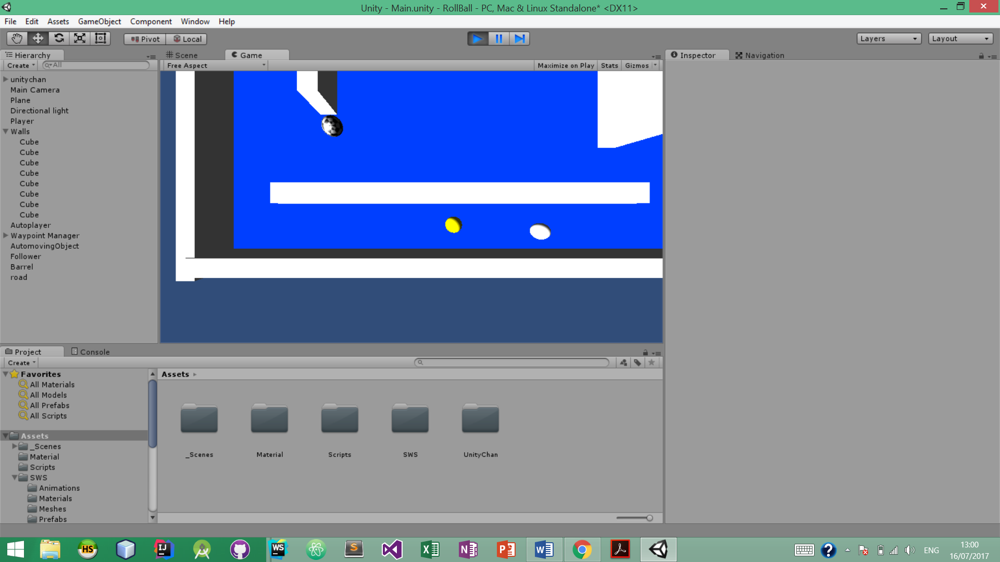 Unity - Main.unity - RollBall - PC, Mac & Linux Standalone* <DX11>
File Edit Assets GameObject Component Window Help
Pivot Local Layers Layout
Hierarchy Scene Game Inspector Navigation
Create All Free Aspect Maximize on Play Stats Gizmos
unitychan
Main Camera
Plane
Directional light
Player
Walls
Cube
Cube
Cube
Cube
Cube
Cube
Cube
Cube
Autoplayer
Waypoint Manager
AutomovingObject
Follower
Barrel
road
Project Console
Create
Favorites
All Materials
All Models
All Prefabs
All Scripts
Assets
_Scenes
Material
Scripts
SWS
Animations
Materials
Meshes
Prefabs
Assets
_Scenes Material Scripts SWS UnityChan
HS IJ WS S X N P W ENG
13:00
16/07/2017